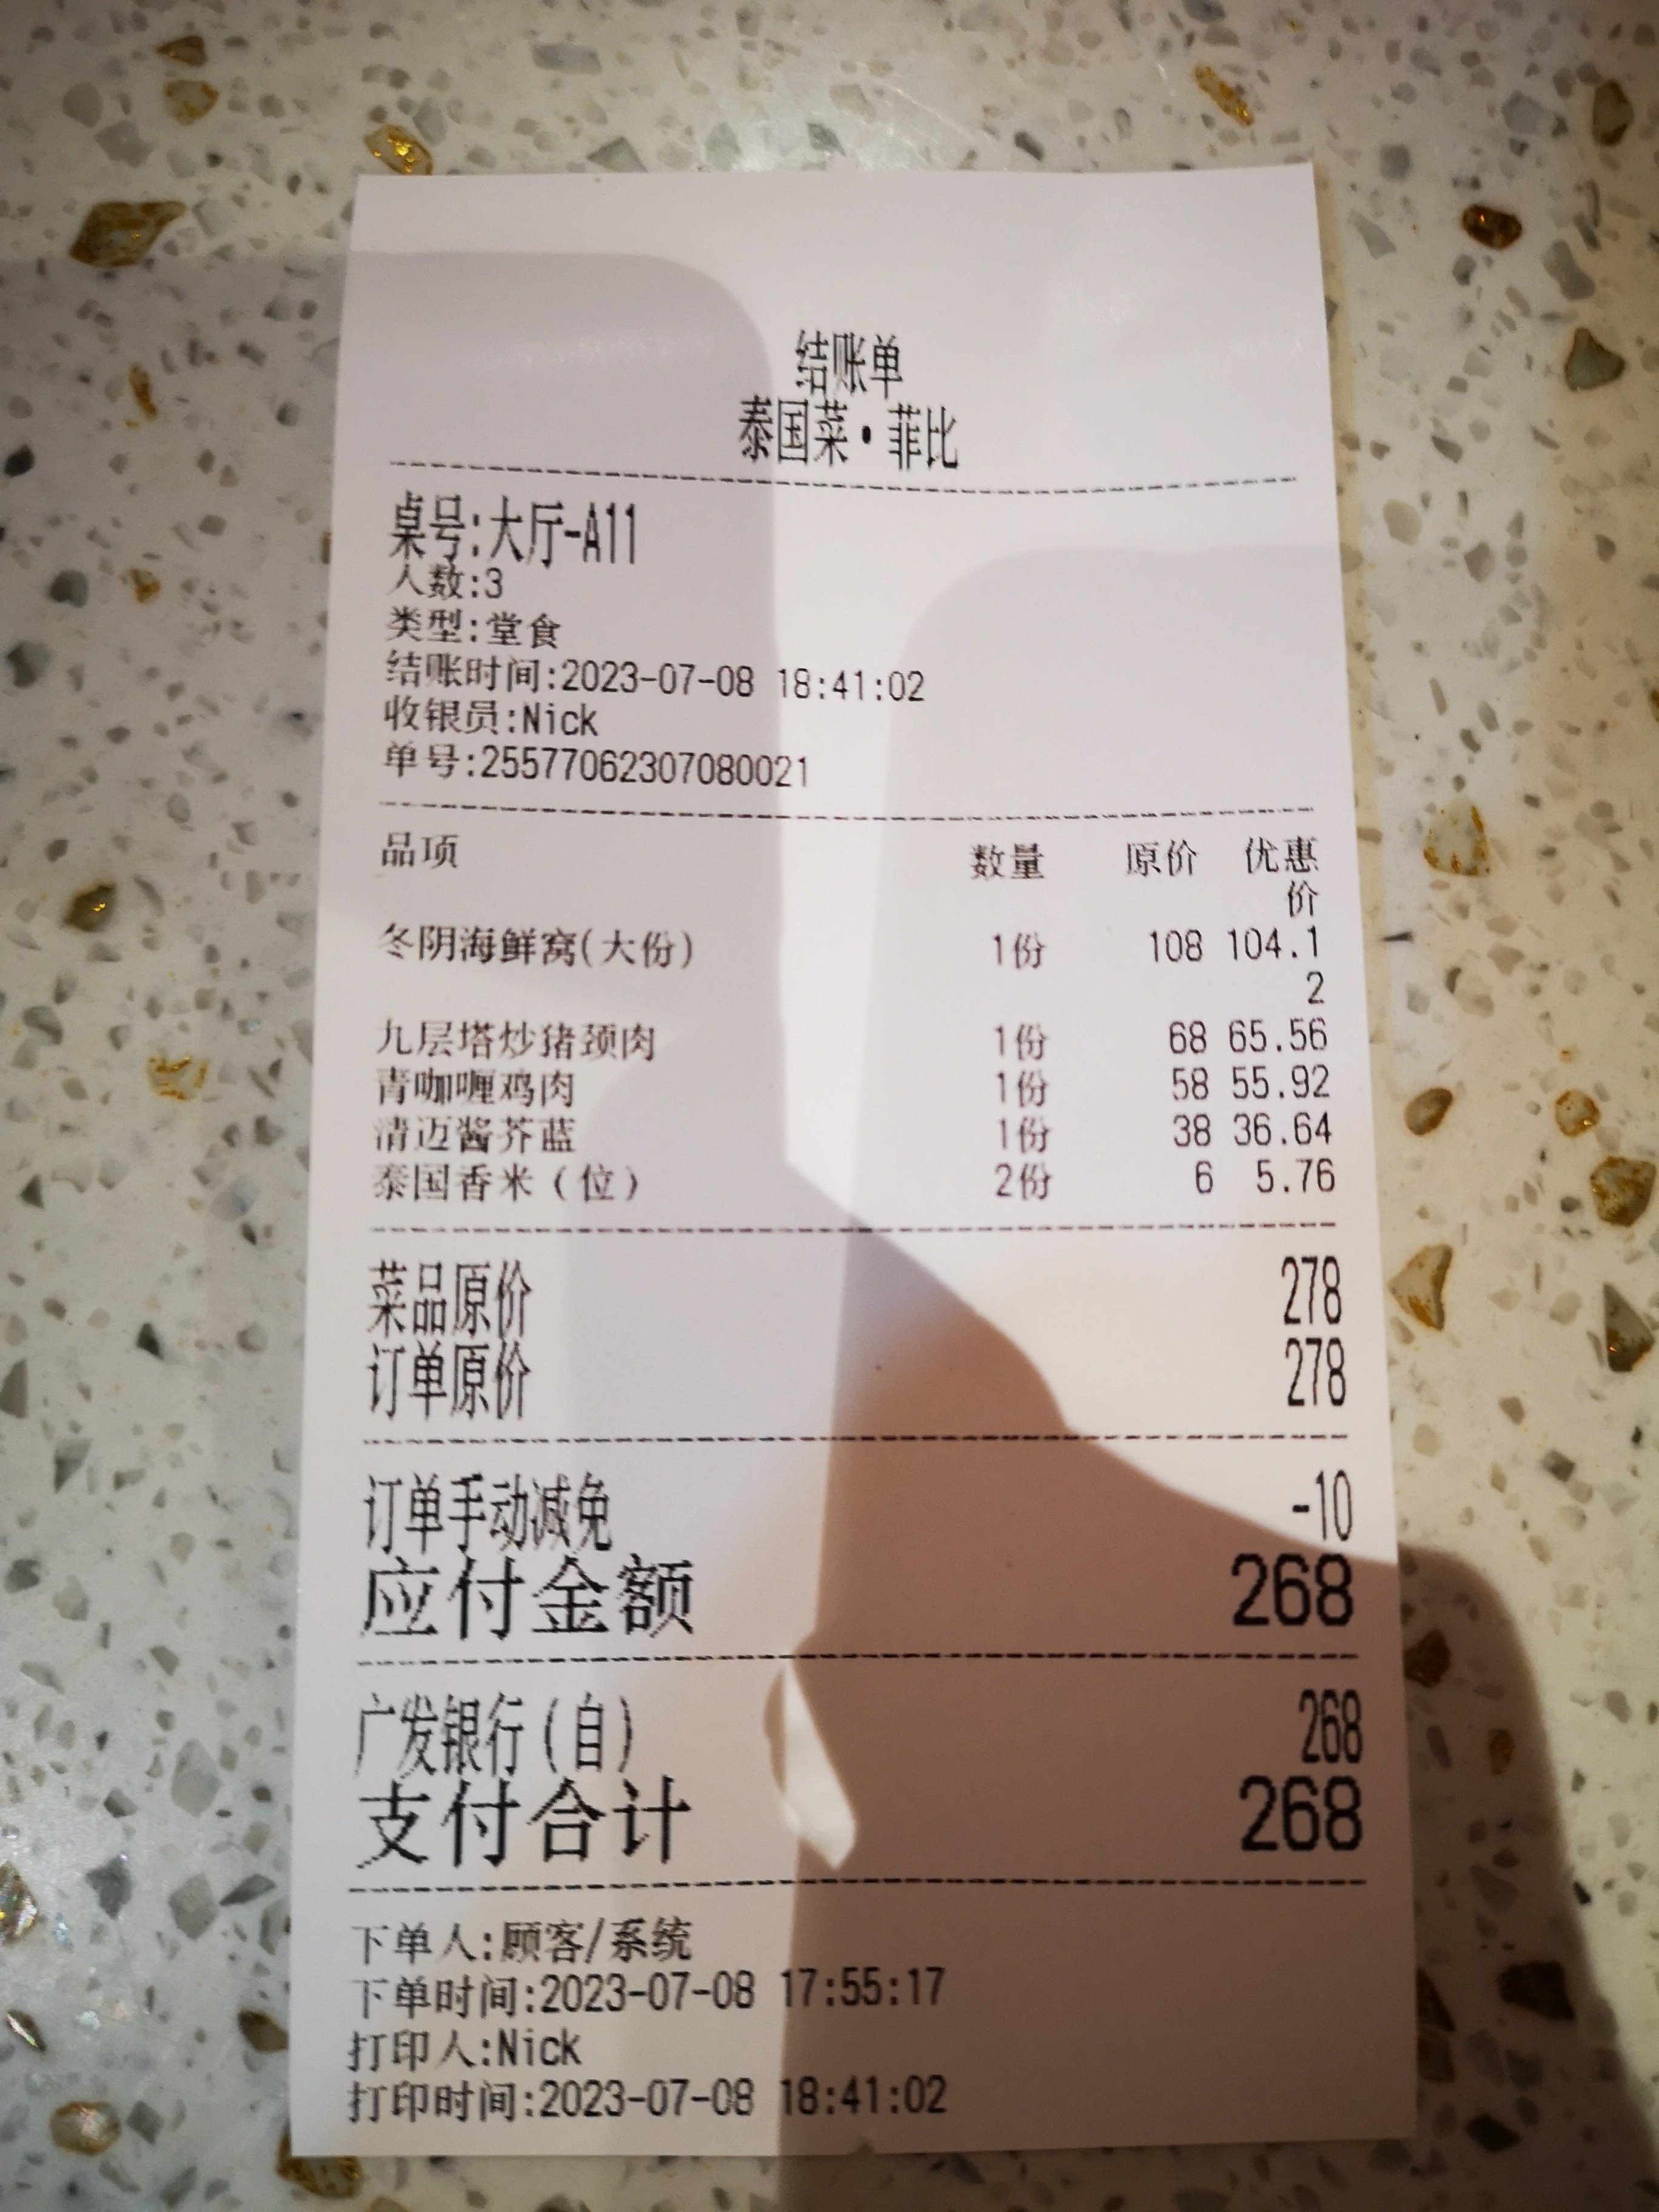 结账单
泰国菜·菲比
桌号:大厅-A11
人数:3
类型:堂食
结账时间:2023-07-08 18:41:02
收银员:Nick
单号:25577062307080021
品项 数量 原价 优惠
价
冬阴海鲜窝(大份) 1份 108 104.1
2
九层塔炒猪颈肉 1份 68 65.56
青咖喱鸡肉 1份 58 55.92
清迈酱芥蓝 1份 38 36.64
泰国香米（位） 2份 6 5.76
菜品原价 278
订单原价 278
订单手动减免 -10
应付金额 268
广发银行(自) 268
支付合计 268
下单人:顾客/系统
下单时间:2023-07-08 17:55:17
打印人:Nick
打印时间:2023-07-08 18:41:02